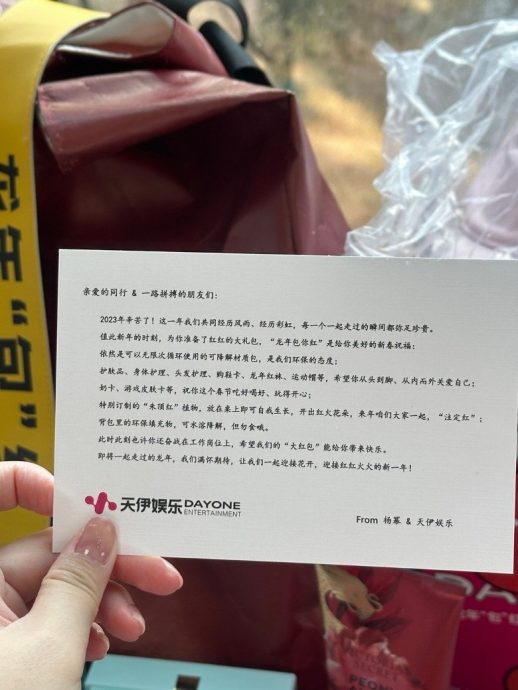 亲爱的同行 & 一路拼搏的朋友们：
2023年辛苦了！这一年我们共同经历风雨、经历彩虹，每一个一起走过的瞬间都弥足珍贵。
值此新年的时刻，为你准备了红红的大礼包，“龙年包你红”是给你美好的新春祝福：
依然是可以无限次循环使用的可降解材质包，是我们环保的态度；
护肤品、身体护理、头发护理、购鞋卡、龙年红袜、运动帽等，希望你从头到脚、从内而外关爱自己；
奶卡、游戏皮肤卡等，祝你这个春节吃好喝好、玩得开心；
特别订制的“朱顶红”植物，放在桌上即可自我生长，开出红火花朵，来年咱们大家一起，“注定红”；
背包里的环保填充物，可水溶降解，但勿食哦。
此时此刻也许你还奋战在工作岗位上，希望我们的“大红包”能给你带来快乐。
即将一起走过的龙年，我们满怀期待，让我们一起迎接花开，迎接红红火火的新一年！
天伊娱乐 DAYONE
ENTERTAINMENT
From 杨幂 & 天伊娱乐
龙年“包”
SECRET
PEON